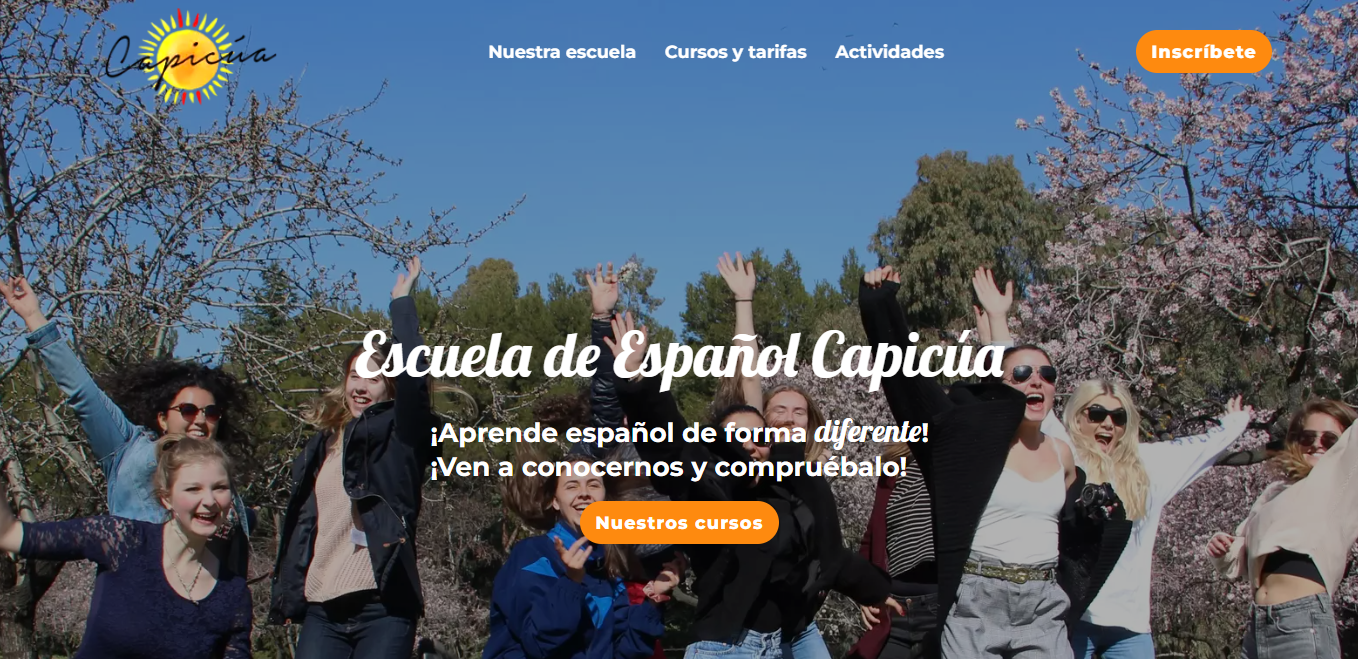 Capicúa
Nuestra escuela
Cursos y tarifas
Actividades
Inscríbete
Escuela de Español Capicúa
¡Aprende español de forma diferente!
¡Ven a conocernos y compruébalo!
Nuestros cursos